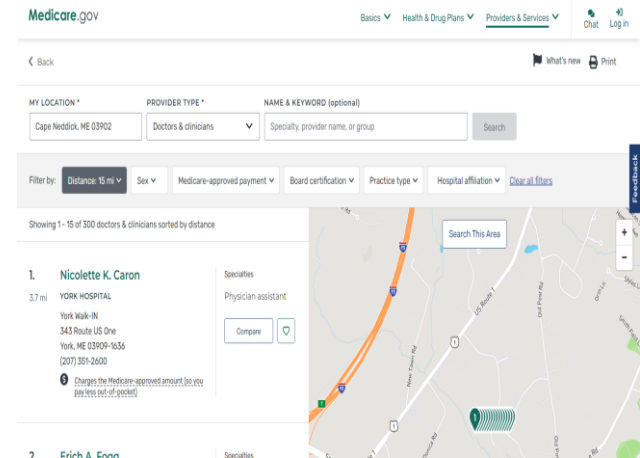 Medicare.gov
Basics
Health & Drug Plans
Providers & Services
Chat
Log in
Back
What's new
Print
MY LOCATION *
PROVIDER TYPE *
NAME & KEYWORD (optional)
Cape Neddick, ME 03902
Doctors & clinicians
Specialty, provider name, or group
Search
Feedback
Filter by:
Distance: 15 mi
Sex
Medicare-approved payment
Board certification
Practice type
Hospital affiliation
Clear all filters
Showing 1 - 15 of 300 doctors & clinicians sorted by distance
Search This Area
+
-
1.
Nicolette K. Caron
3.7 mi
YORK HOSPITAL
York Walk-IN
343 Route US One
York, ME 03909-1636
(207) 351-2600
$ Charges the Medicare-approved amount (so you
pay less out-of-pocket)
Specialties
Physician assistant
Compare
US Route 1
New Town Rd
1
1
7
1
2.
Erich A. Fogg
Specialties